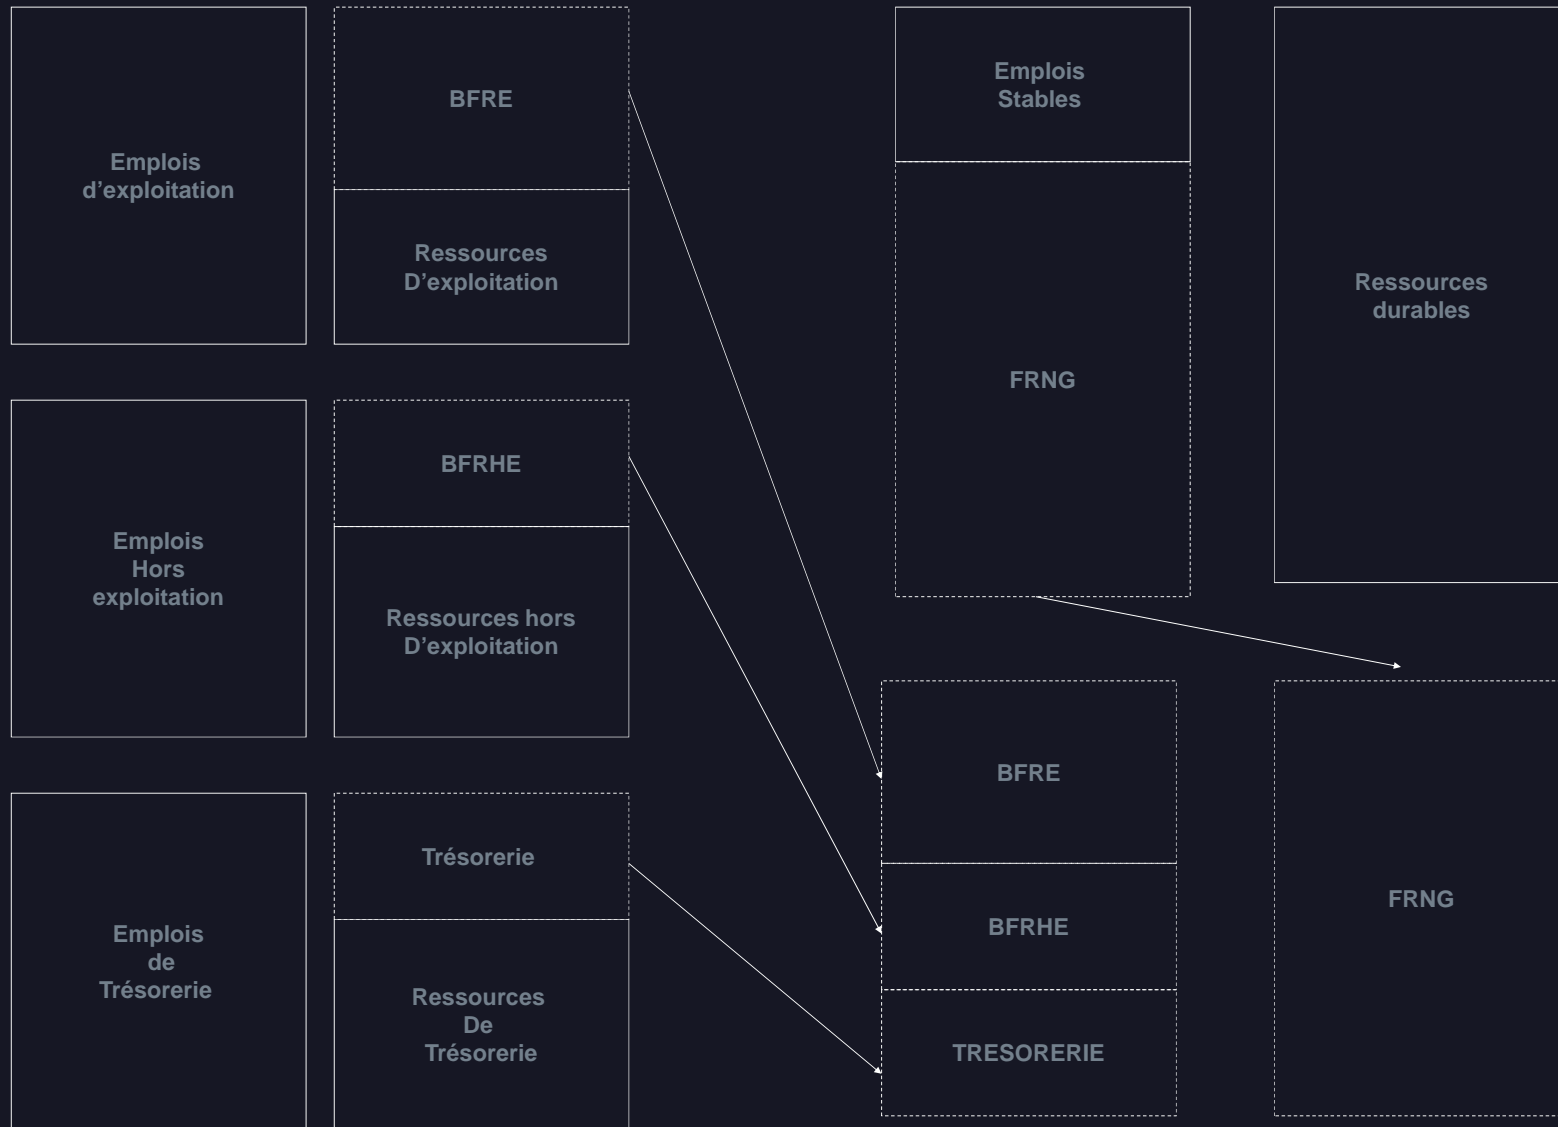 Emplois
d’exploitation
BFRE
Ressources
D’exploitation
Emplois
Hors
exploitation
BFRHE
Ressources hors
D’exploitation
Emplois
de
Trésorerie
Trésorerie
Ressources
De
Trésorerie
Emplois
Stables
FRNG
Ressources
durables
BFRE
BFRHE
TRESORERIE
FRNG